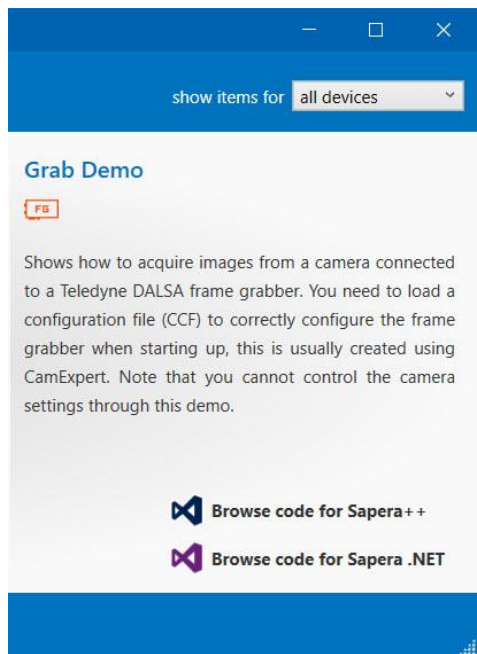 show items for all devices
Grab Demo
FG
Shows how to acquire images from a camera connected
to a Teledyne DALSA frame grabber. You need to load a
configuration file (CCF) to correctly configure the frame
grabber when starting up, this is usually created using
CamExpert. Note that you cannot control the camera
settings through this demo.
Browse code for Sapera++
Browse code for Sapera .NET